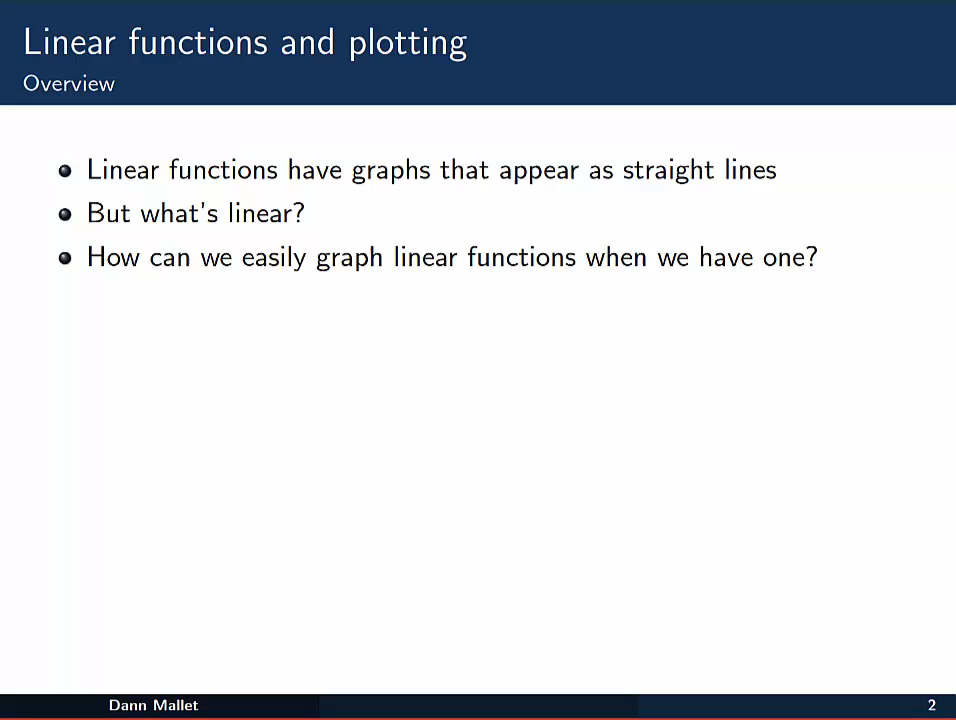 Linear functions and plotting
Overview
Linear functions have graphs that appear as straight lines
But what's linear?
How can we easily graph linear functions when we have one?
Dann Mallet
2